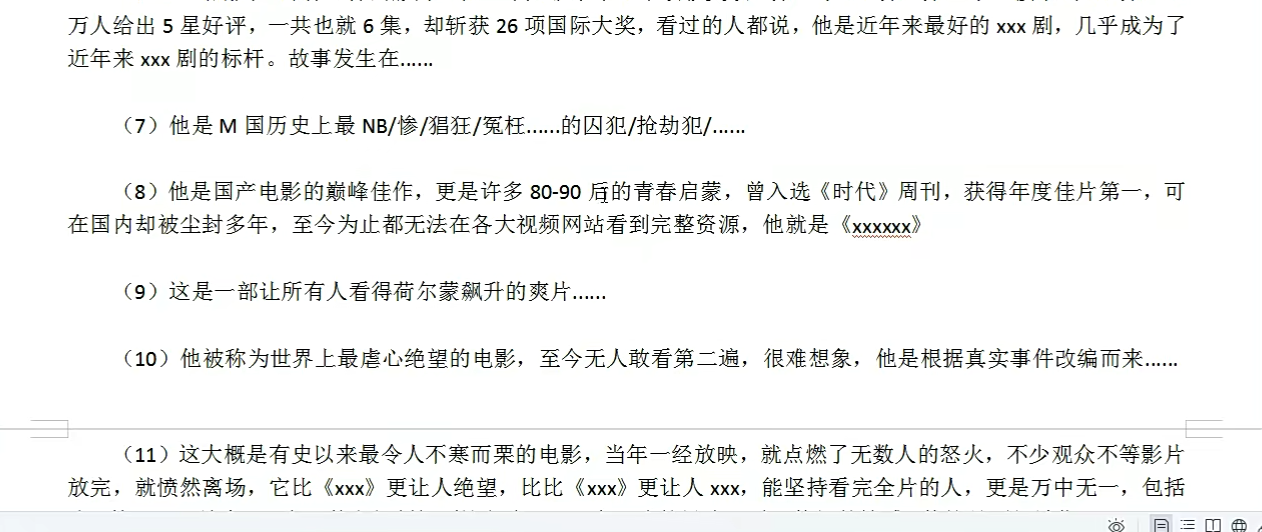 万人给出 5 星好评，一共也就 6 集，却斩获 26 项国际大奖，看过的人都说，他是近年来最好的 xxx 剧，几乎成为了
近年来 xxx 剧的标杆。故事发生在......
（7）他是 M 国历史上最 NB/惨/猖狂/冤枉......的囚犯/抢劫犯/......
（8）他是国产电影的巅峰佳作，更是许多 80-90 后的青春启蒙，曾入选《时代》周刊，获得年度佳片第一，可
在国内却被尘封多年，至今为止都无法在各大视频网站看到完整资源，他就是《xxxxxx》
（9）这是一部让所有人看得荷尔蒙飙升的爽片......
（10）他被称为世界上最虐心绝望的电影，至今无人敢看第二遍，很难想象，他是根据真实事件改编而来......
（11）这大概是有史以来最令人不寒而栗的电影，当年一经放映，就点燃了无数人的怒火，不少观众不等影片
放完，就愤然离场，它比《xxx》更让人绝望，比比《xxx》更让人 xxx，能坚持看完全片的人，更是万中无一，包括